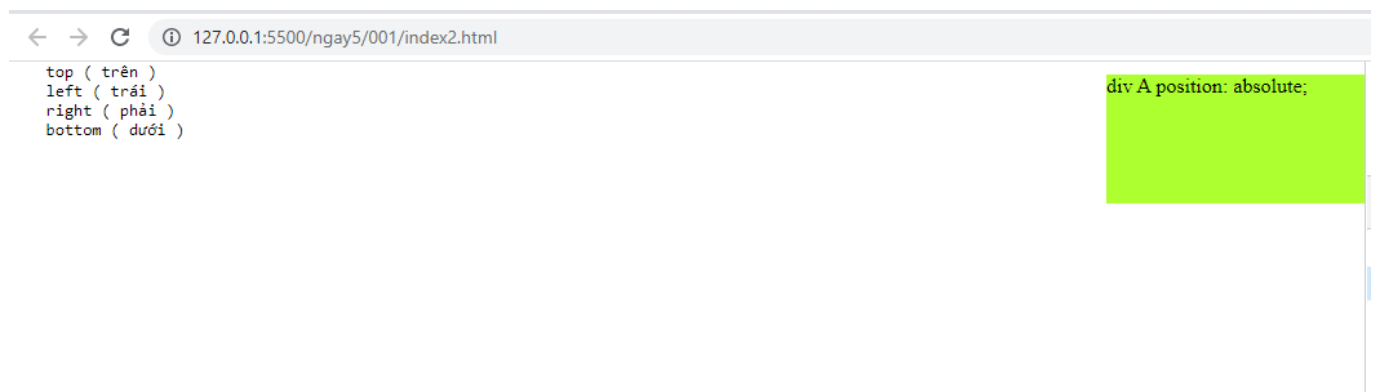 127.0.0.1:5500/ngay5/001/index2.html
top ( trên )
left ( trái )
right ( phải )
bottom ( dưới )
div A position: absolute;